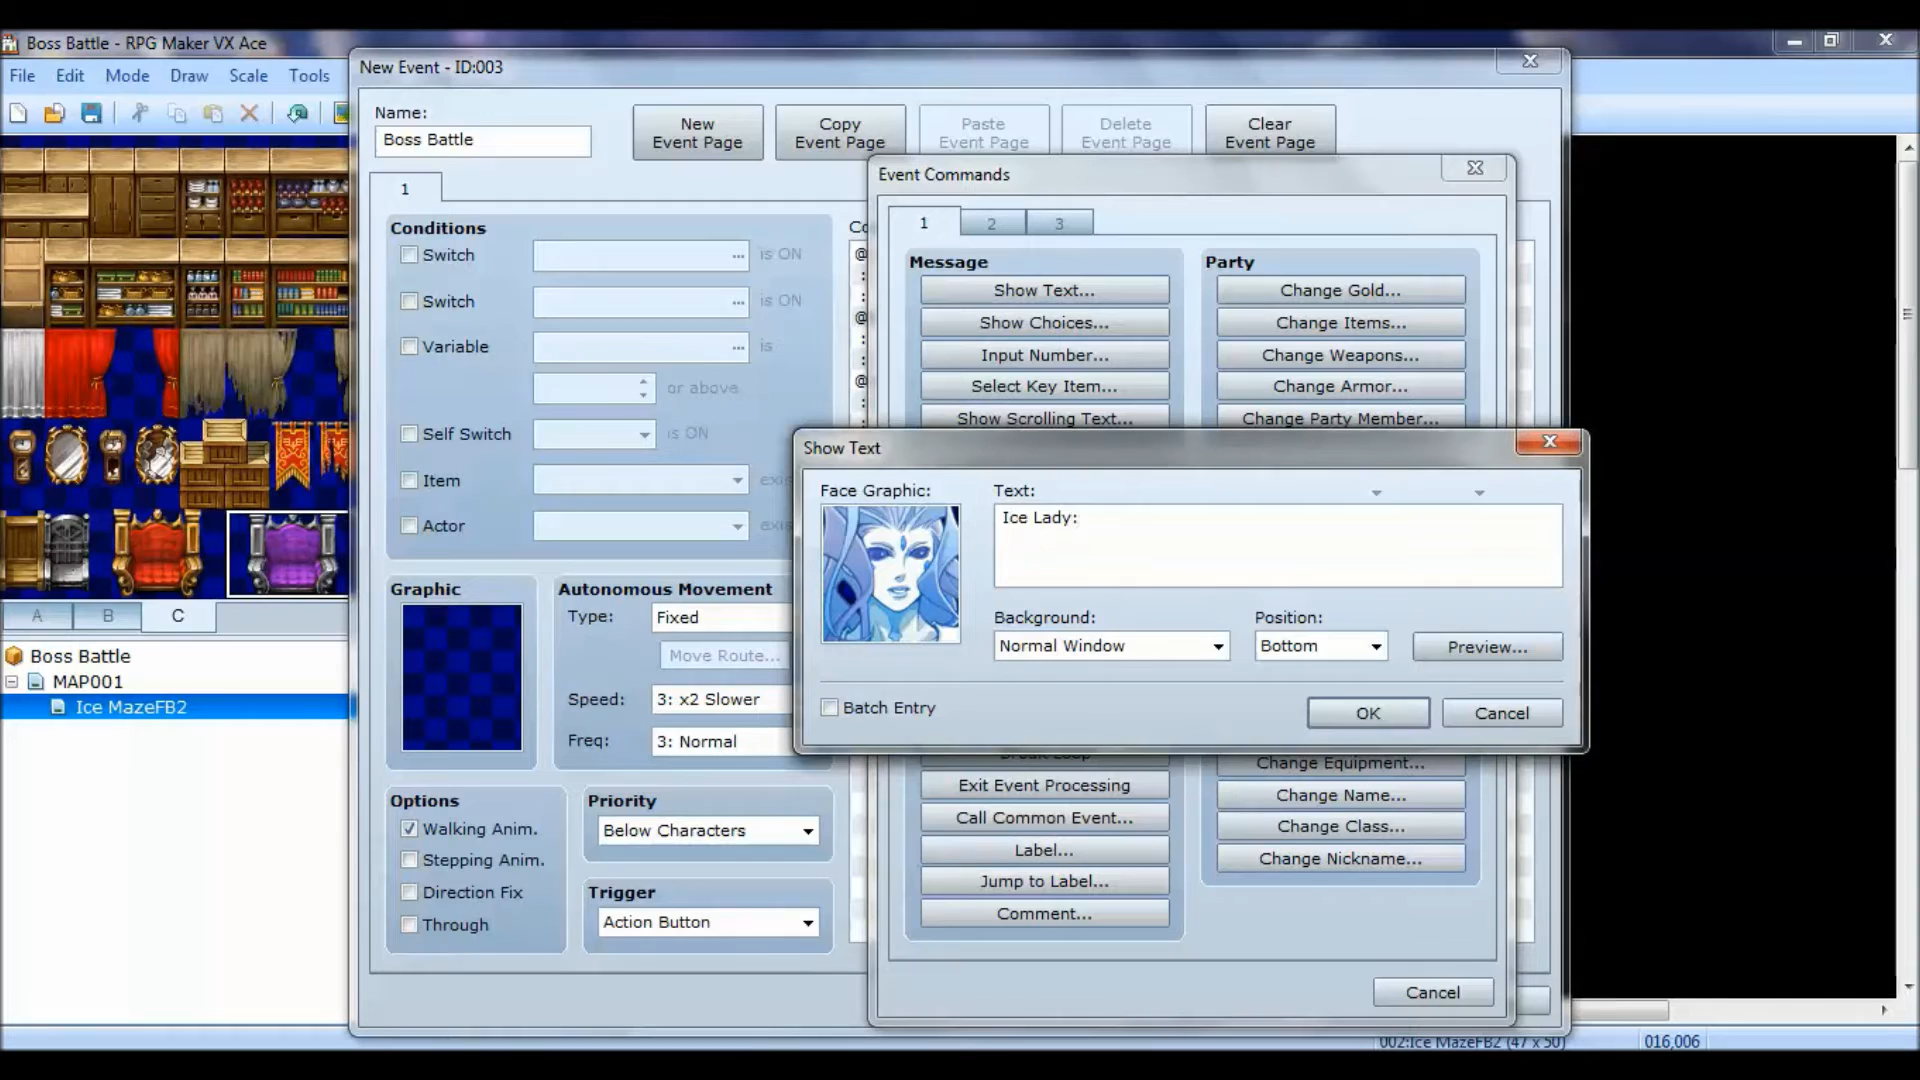 Boss Battle - RPG Maker VX Ace
File Edit Mode Draw Scale Tools
New Event - ID:003
Name:
Boss Battle
New Event Page
Copy Event Page
Paste Event Page
Delete Event Page
Clear Event Page
1
Conditions
Switch ... is ON
Switch ... is ON
Variable ... is
or above
Self Switch is ON
Item
Actor
Graphic
Autonomous Movement
Type: Fixed
Move Route...
Speed: 3: x2 Slower
Freq: 3: Normal
Options
Walking Anim.
Stepping Anim.
Direction Fix
Through
Priority
Below Characters
Trigger
Action Button
Event Commands
1 2 3
Message
Show Text...
Show Choices...
Input Number...
Select Key Item...
Show Scrolling Text...
Party
Change Gold...
Change Items...
Change Weapons...
Change Armor...
Change Party Member...
Show Text
Face Graphic:
Text:
Ice Lady:
Background:
Normal Window
Position:
Bottom
Preview...
Batch Entry
OK
Cancel
Break Loop
Exit Event Processing
Call Common Event...
Label...
Jump to Label...
Comment...
Change Equipment...
Change Name...
Change Class...
Change Nickname...
Cancel
A B C
Boss Battle
MAP001
Ice MazeFB2
002:Ice MazeFB2 (47 x 50)
016,006